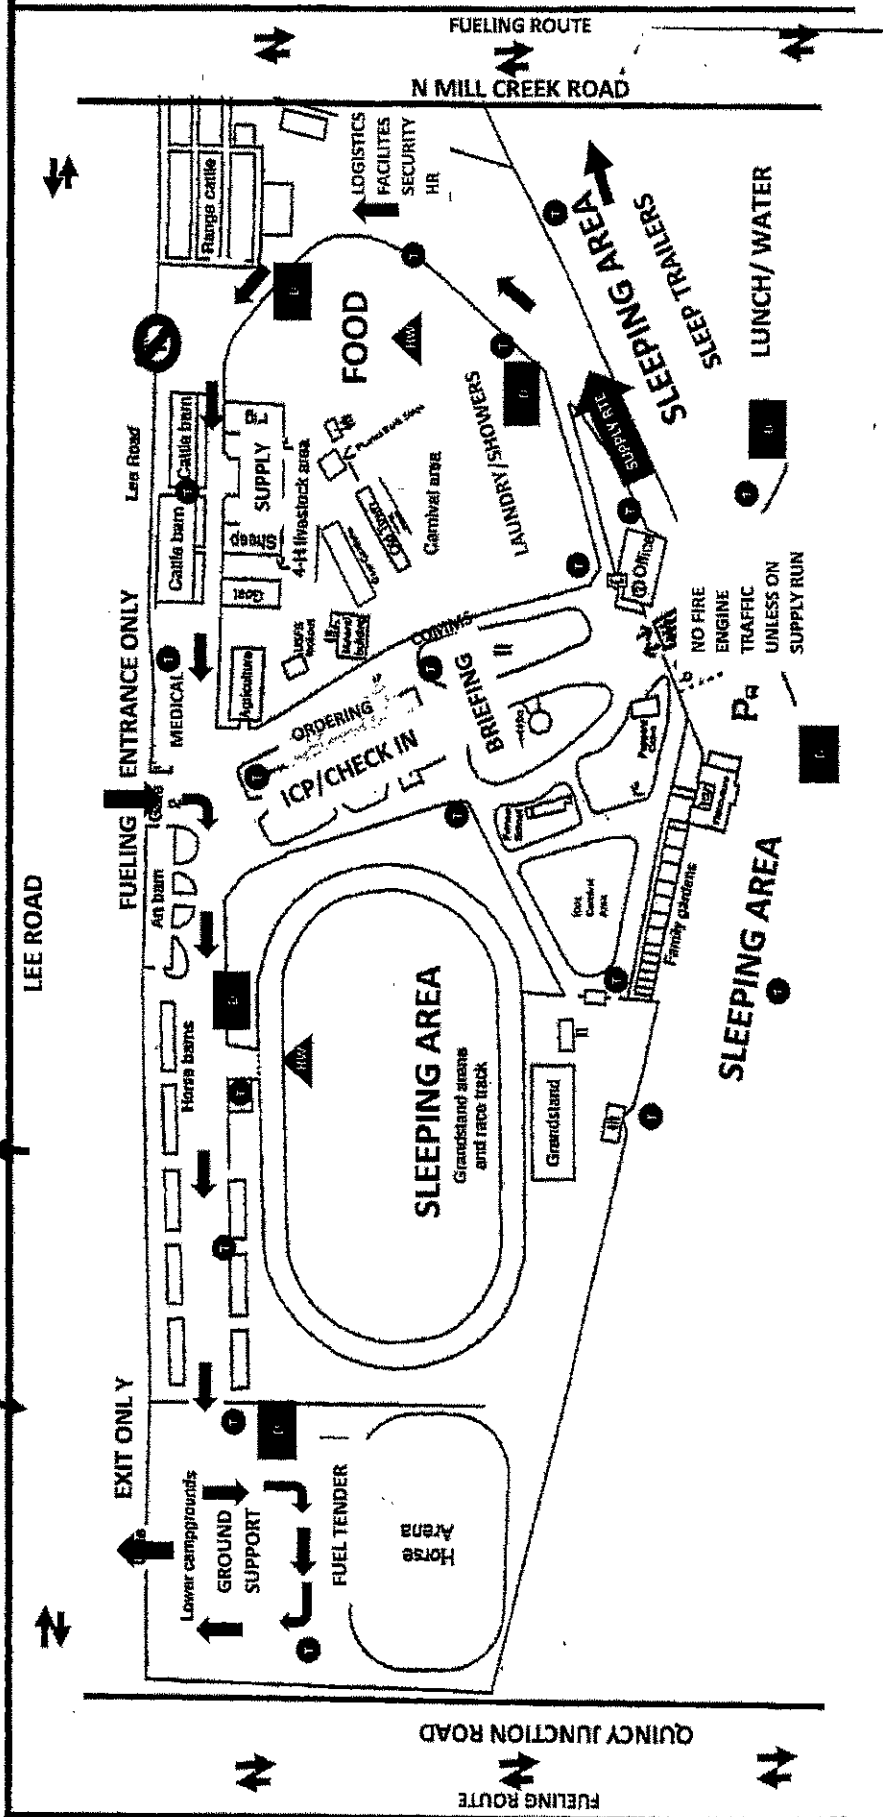 FUELING ROUTE
N MILL CREEK ROAD
LEE ROAD
Lee Road
Range cattle
LOGISTICS
FACILITES
SECURITY
HR
FOOD
HW
Cattle barn
Cattle barn
SUPPLY
4-H livestock area
Sheep
Goat
Carnival area
LAUNDRY/SHOWERS
SUPPLY RTE
SLEEPING AREA
SLEEP TRAILERS
LUNCH/ WATER
Office
NO FIRE
ENGINE
TRAFFIC
UNLESS ON
SUPPLY RUN
FUELING ENTRANCE ONLY
MEDICAL
Agriculture
COMMS
ORDERING
ICP/CHECK IN
BRIEFING
Art barn
Horse barns
Family gardens
SLEEPING AREA
SLEEPING AREA
Grandstand arena
and race track
HW
Grandstand
EXIT ONLY
Lower campgrounds
GROUND
SUPPORT
FUEL TENDER
Horse
Arena
QUINCY JUNCTION ROAD
FUELING ROUTE